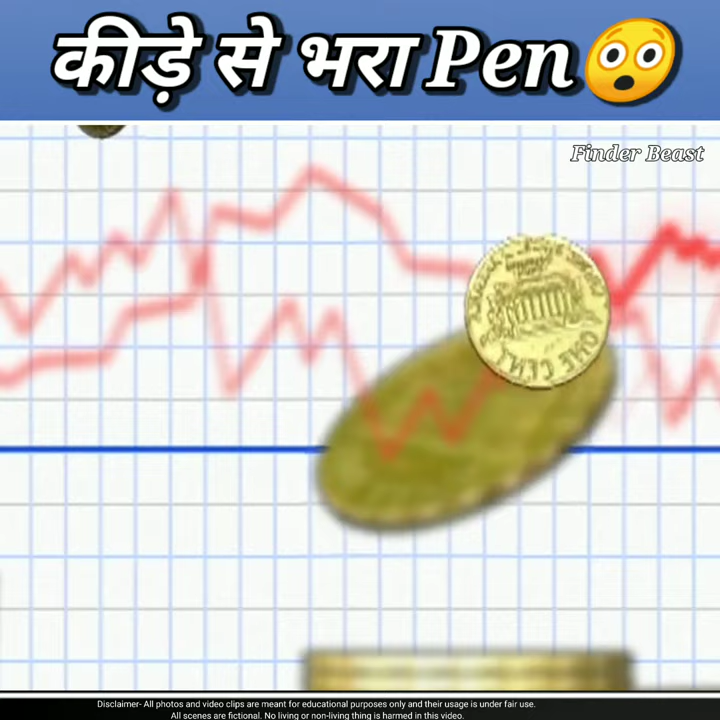 कीड़े से भरा Pen😲
Finder Beast
ONE CENT
Disclaimer- All photos and video clips are meant for educational purposes only and their usage is under fair use.
All scenes are fictional. No living or non-living thing is harmed in this video.